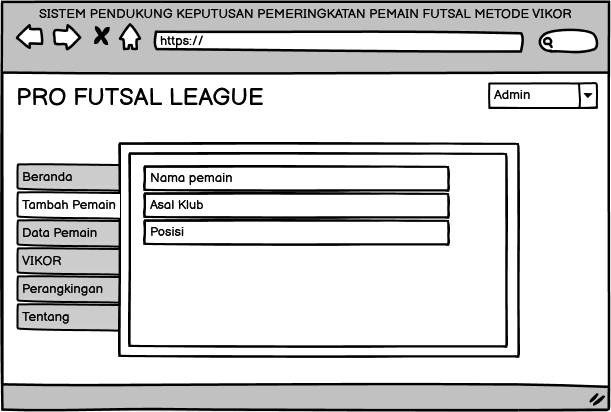 SISTEM PENDUKUNG KEPUTUSAN PEMERINGKATAN PEMAIN FUTSAL METODE VIKOR
https://
PRO FUTSAL LEAGUE
Admin
Beranda
Tambah Pemain
Data Pemain
VIKOR
Perangkingan
Tentang
Nama pemain
Asal Klub
Posisi